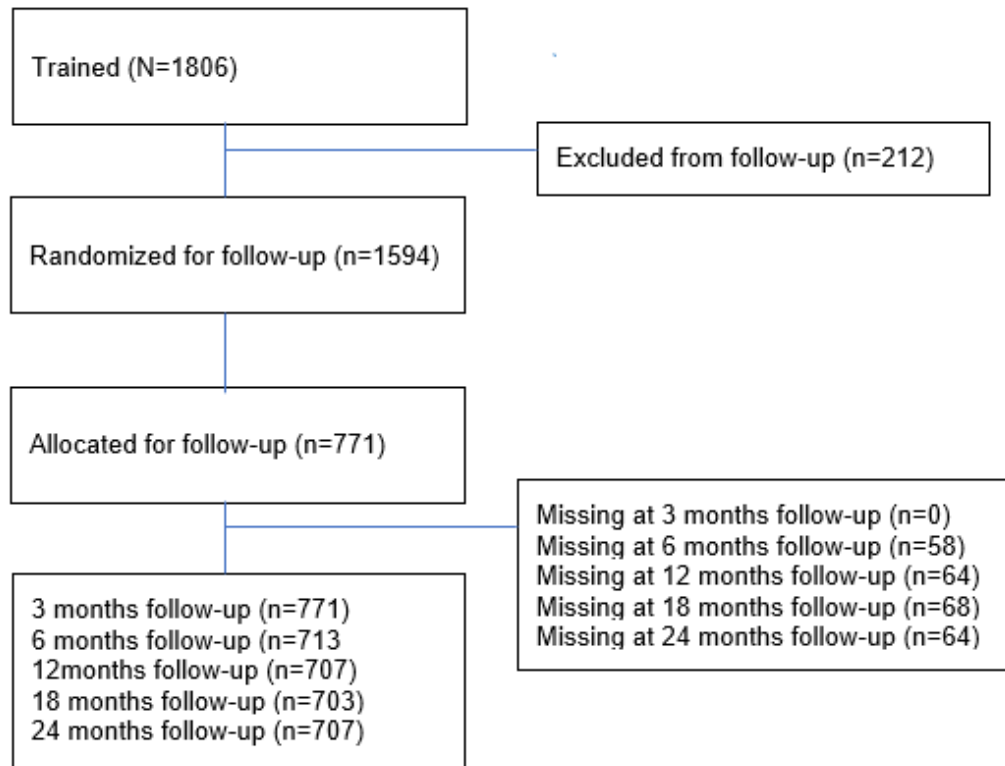 Trained (N=1806)
Excluded from follow-up (n=212)
Randomized for follow-up (n=1594)
Allocated for follow-up (n=771)
Missing at 3 months follow-up (n=0)
Missing at 6 months follow-up (n=58)
Missing at 12 months follow-up (n=64)
Missing at 18 months follow-up (n=68)
Missing at 24 months follow-up (n=64)
3 months follow-up (n=771)
6 months follow-up (n=713
12months follow-up (n=707)
18 months follow-up (n=703)
24 months follow-up (n=707)